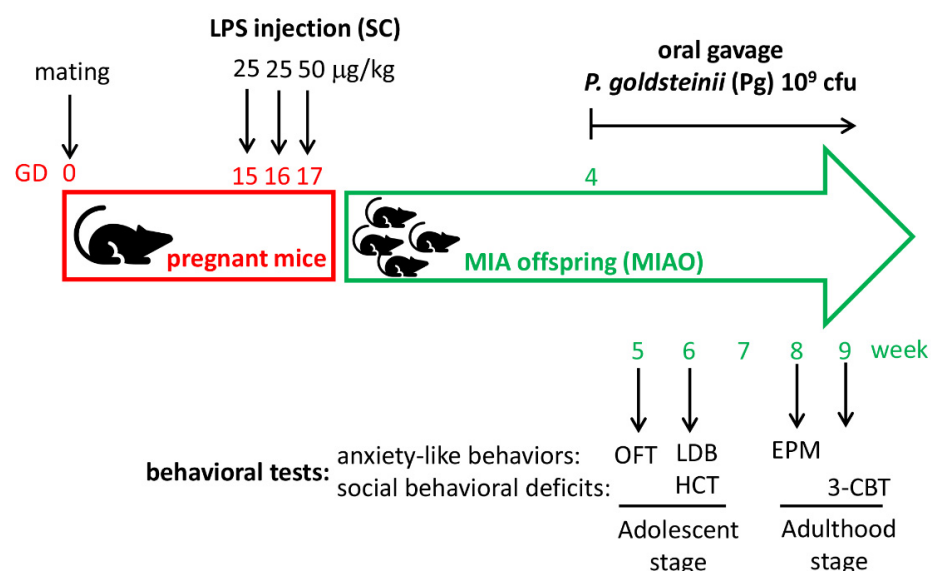 LPS injection (SC)
25 25 50 μg/kg
mating
oral gavage
P. goldsteinii (Pg) 10⁹ cfu
GD 0 15 16 17 4
pregnant mice
MIA offspring (MIAO)
5 6 7 8 9 week
behavioral tests:
anxiety-like behaviors: OFT LDB EPM
social behavioral deficits: HCT 3-CBT
Adolescent stage
Adulthood stage